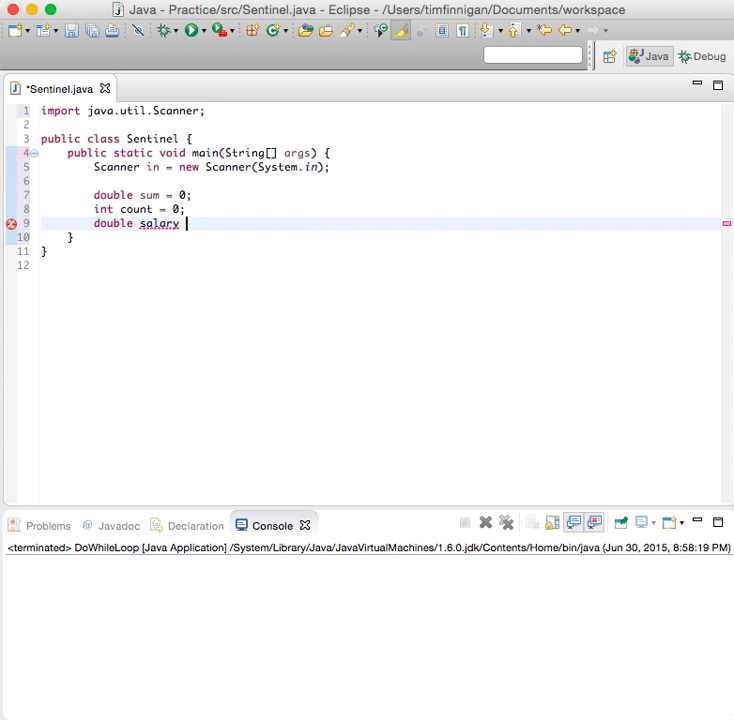 Java - Practice/src/Sentinel.java - Eclipse - /Users/timfinnigan/Documents/workspace
Java Debug
*Sentinel.java
1 import java.util.Scanner;
2
3 public class Sentinel {
4 public static void main(String[] args) {
5 Scanner in = new Scanner(System.in);
6
7 double sum = 0;
8 int count = 0;
9 double salary
10 }
11 }
12
Problems @ Javadoc Declaration Console
<terminated> DoWhileLoop [Java Application] /System/Library/Java/JavaVirtualMachines/1.6.0.jdk/Contents/Home/bin/java (Jun 30, 2015, 8:58:19 PM)